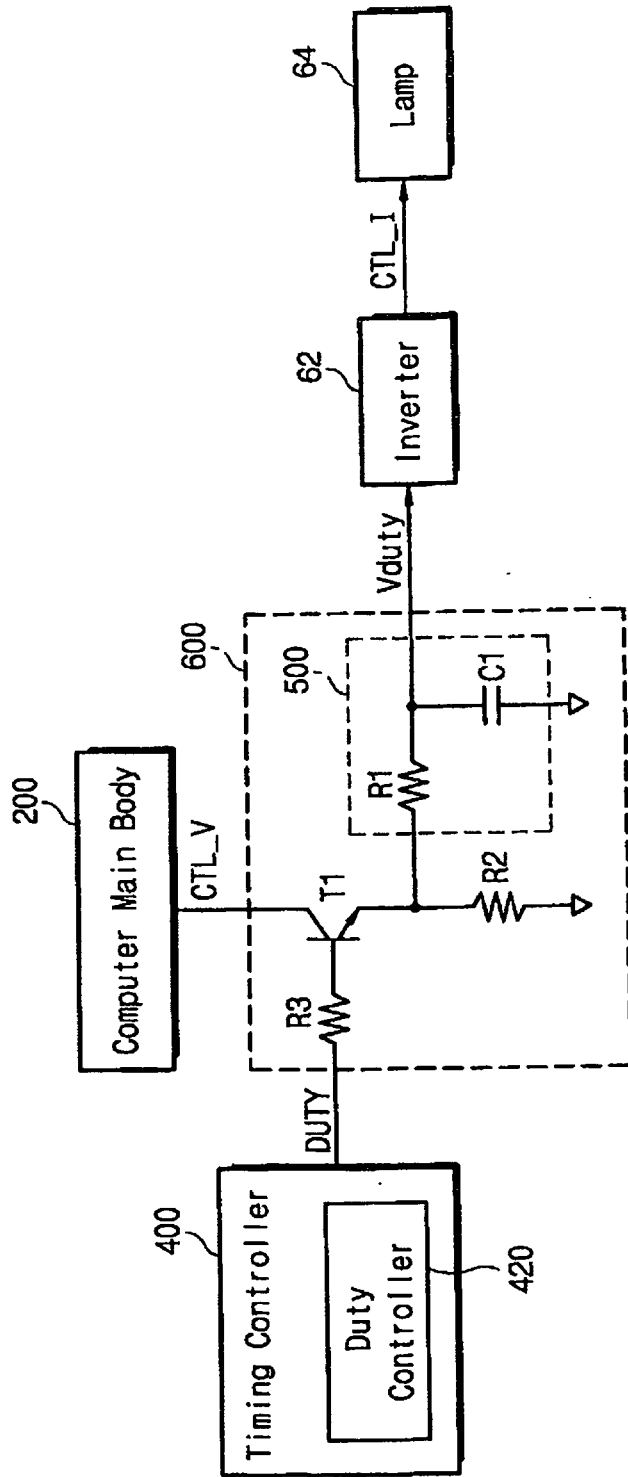 200
Computer Main Body
CTL_V
600
500
400
Timing Controller
Duty
Controller
420
DUTY
R3
T1
R1
C1
R2
Vduty
62
Inverter
CTL_I
64
Lamp